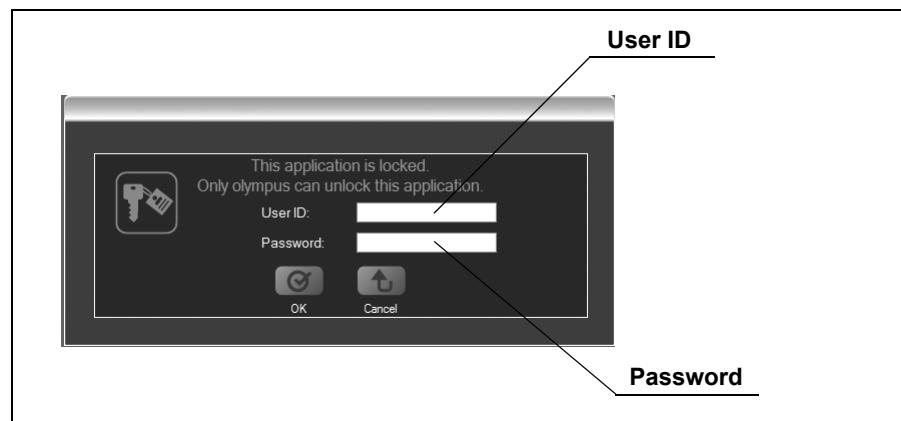 User ID
This application is locked.
Only olympus can unlock this application.
User ID:
Password:
OK Cancel
Password